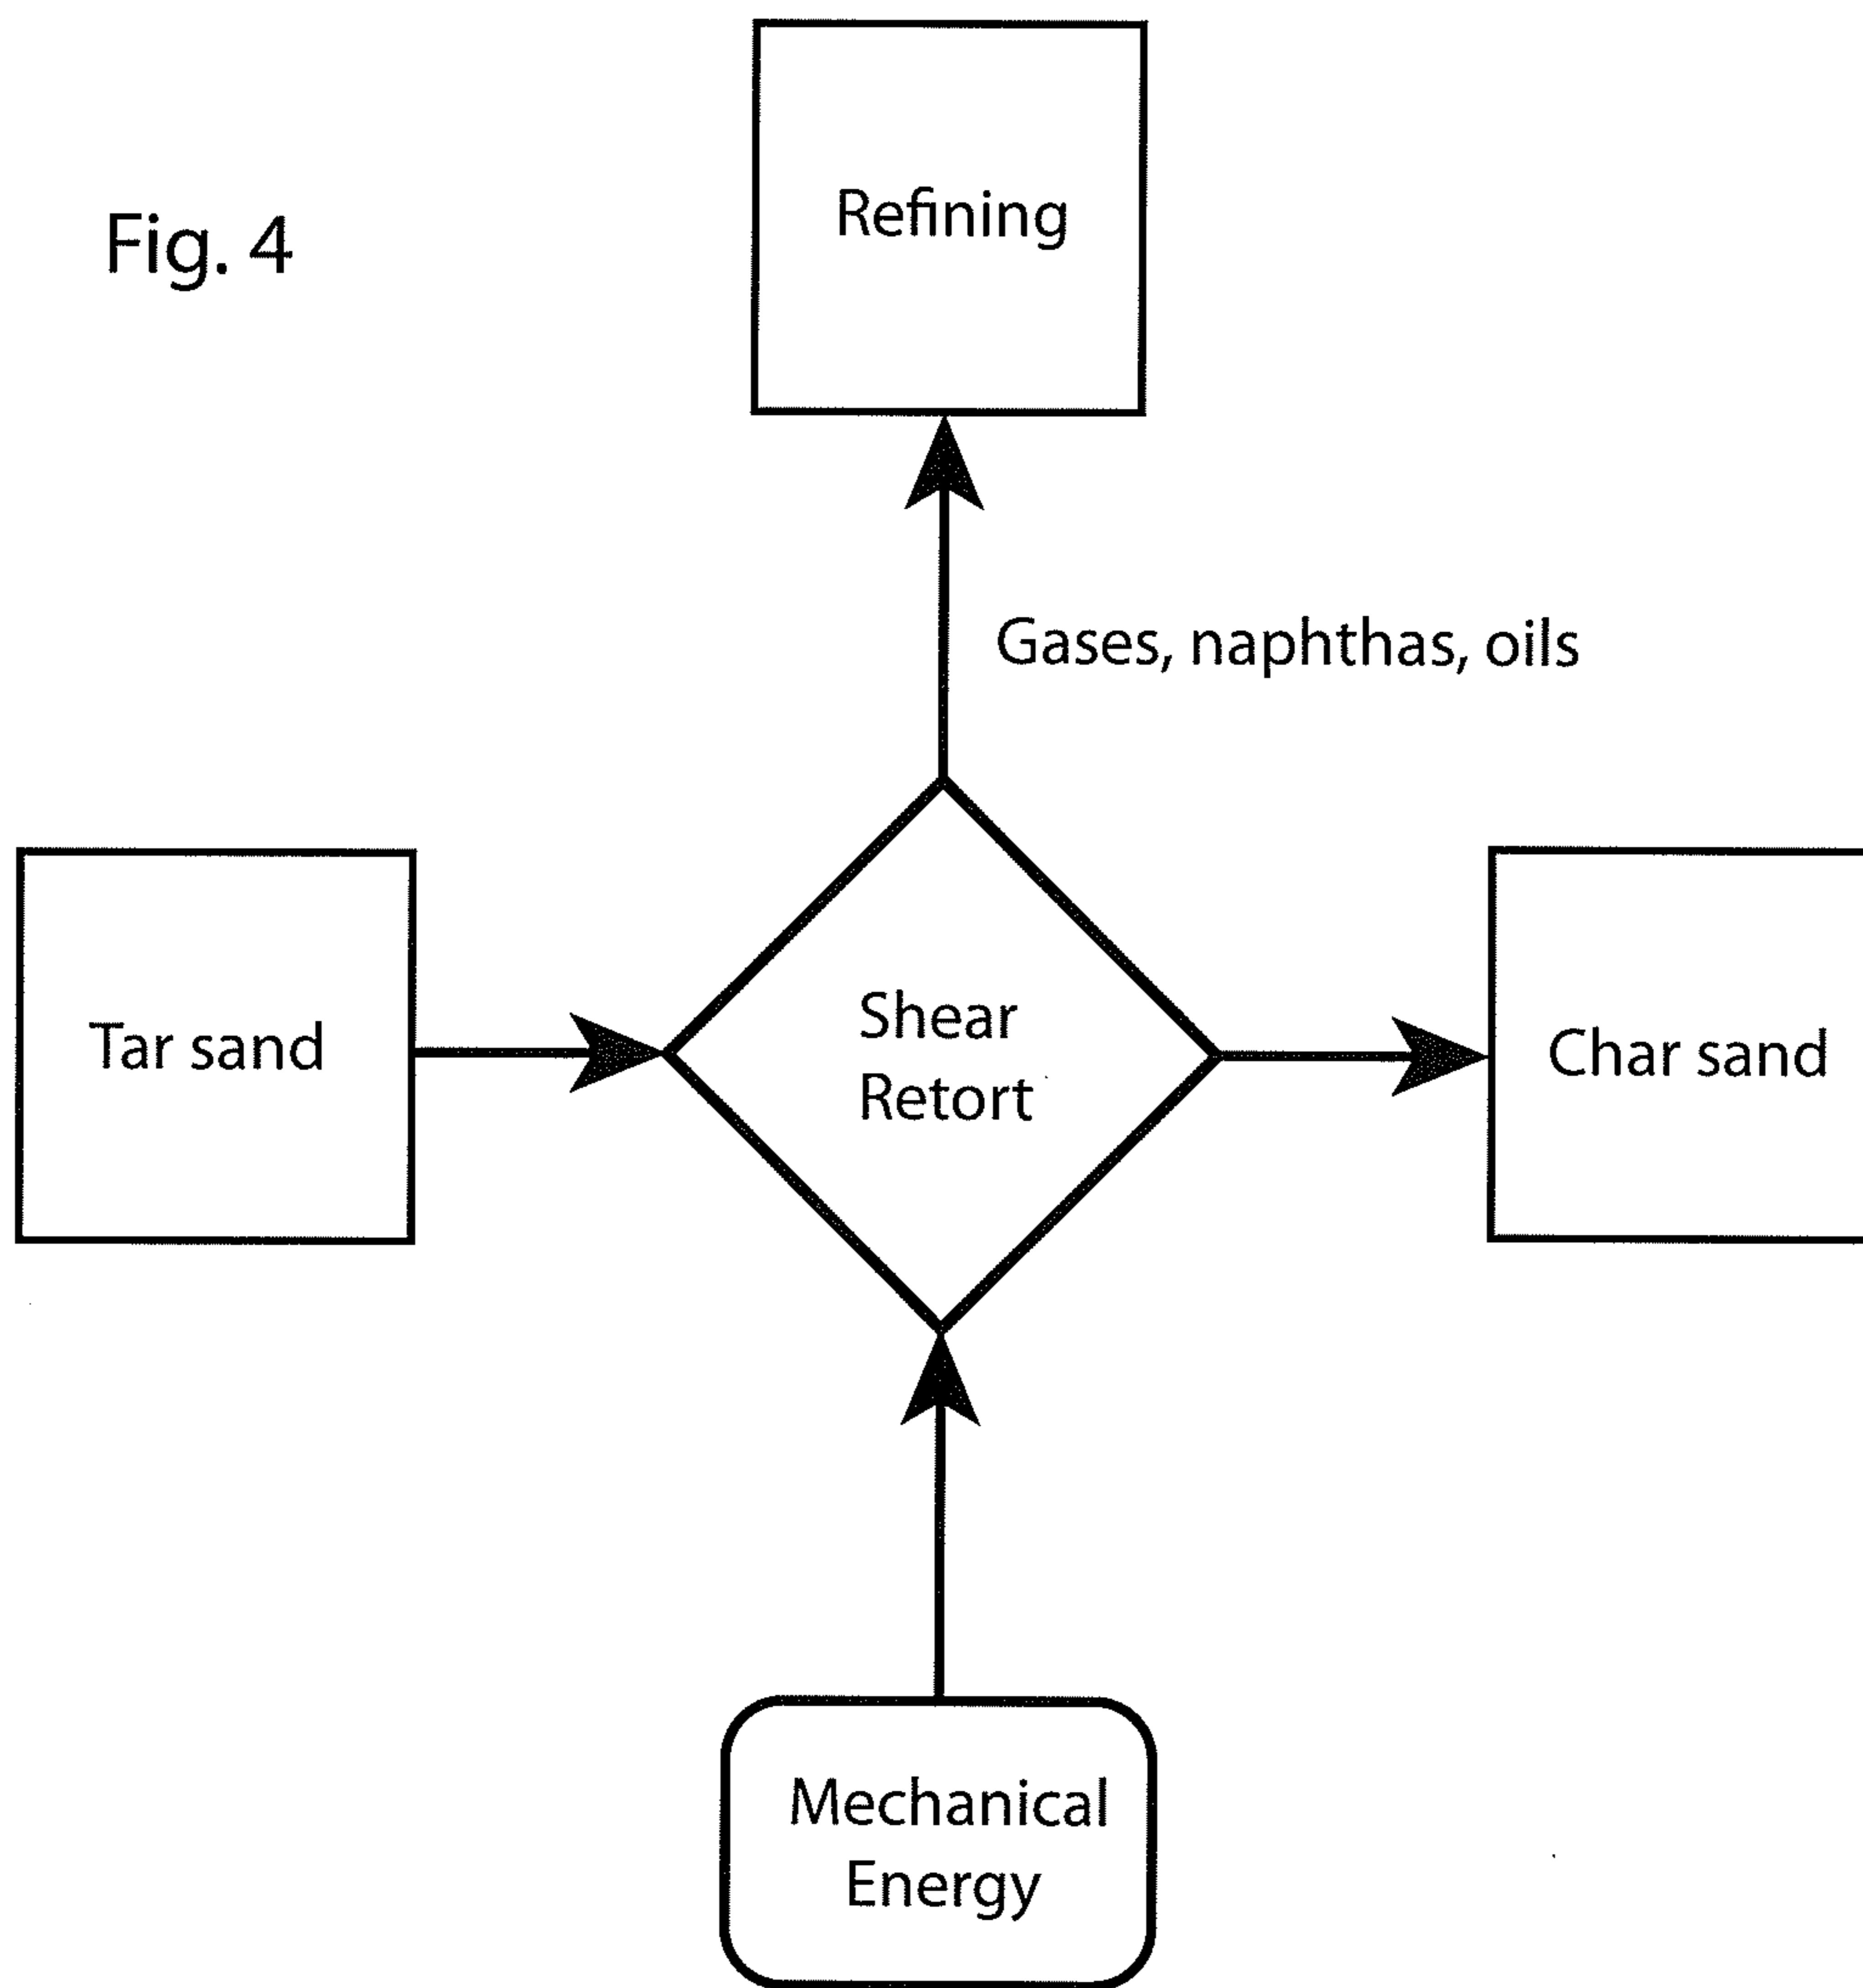 Fig. 4
Refining
Gases, naphthas, oils
Tar sand
Shear
Retort
Char sand
Mechanical
Energy